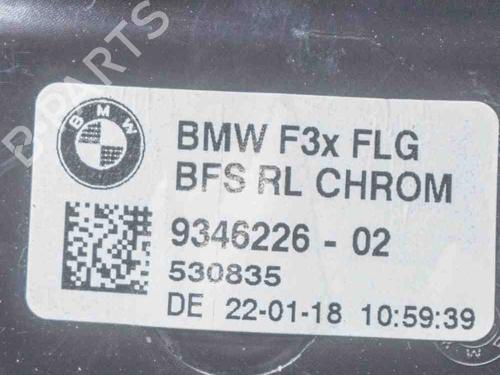 B-PARTS
BMW
BMW F3x FLG
BFS RL CHROM
9346226 - 02
530835
DE 22-01-18 10:59:39